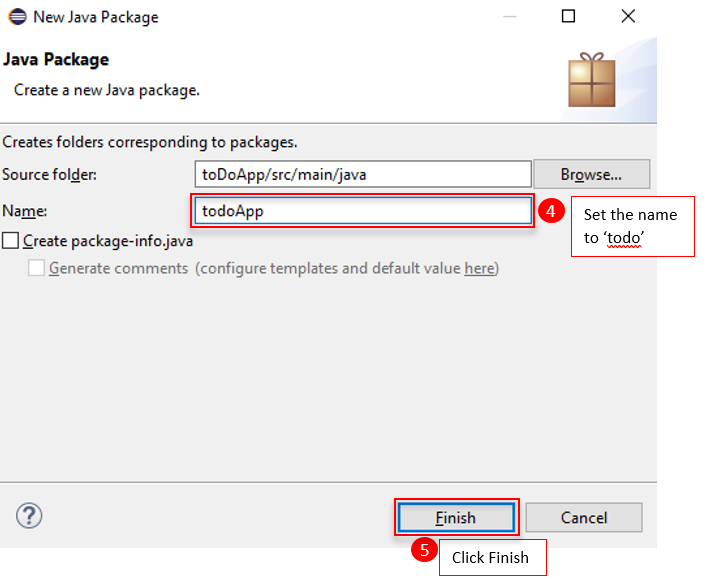 New Java Package
Java Package
Create a new Java package.
Creates folders corresponding to packages.
Source folder: toDoApp/src/main/java Browse...
Name: todoApp
4
Set the name
to ‘todo’
Create package-info.java
Generate comments (configure templates and default value here)
?
Finish Cancel
5
Click Finish